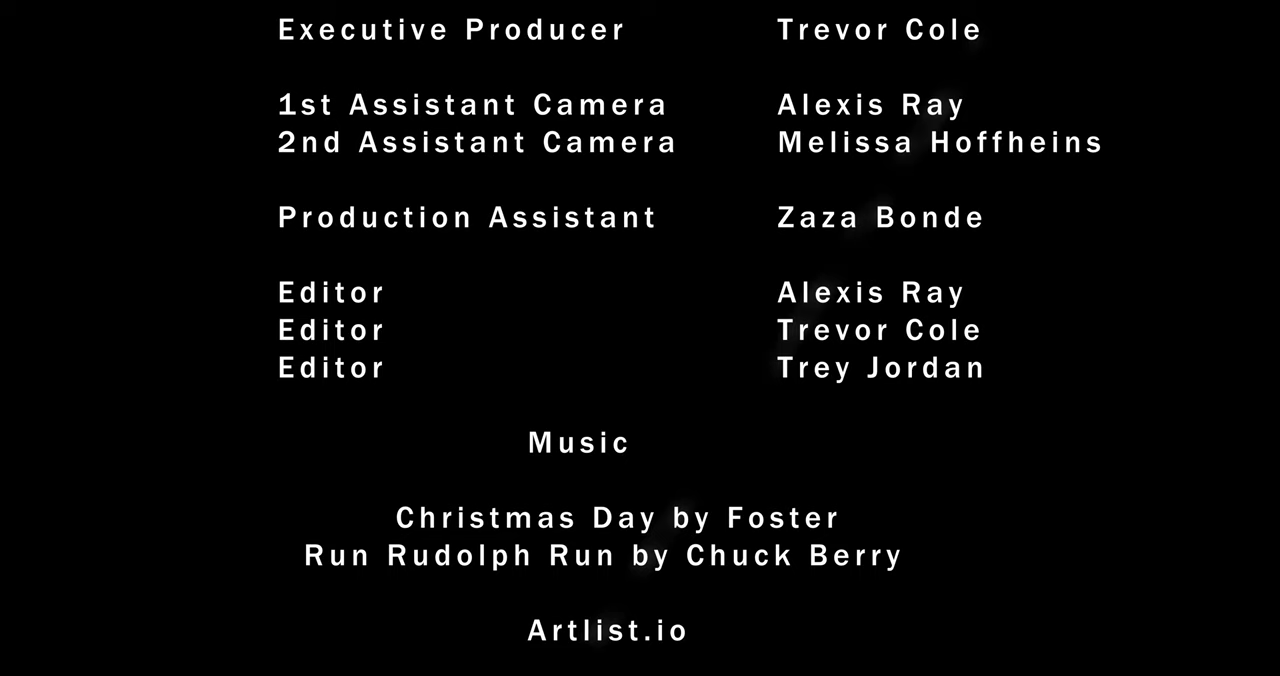 Executive Producer Trevor Cole
1st Assistant Camera Alexis Ray
2nd Assistant Camera Melissa Hoffheins
Production Assistant Zaza Bonde
Editor Alexis Ray
Editor Trevor Cole
Editor Trey Jordan
Music
Christmas Day by Foster
Run Rudolph Run by Chuck Berry
Artlist.io